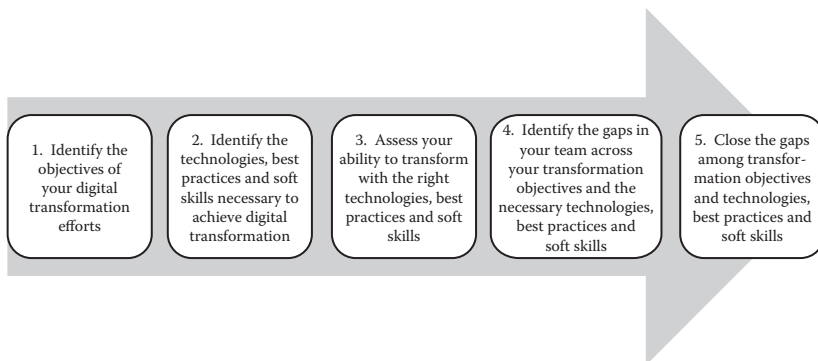 1. Identify the
objectives of
your digital
transformation
efforts
2. Identify the
technologies, best
practices and soft
skills necessary to
achieve digital
transformation
3. Assess your
ability to transform
with the right
technologies, best
practices and soft
skills
4. Identify the gaps in
your team across
your transformation
objectives and the
necessary technologies,
best practices and
soft skills
5. Close the gaps
among transfor-
mation objectives
and technologies,
best practices and
soft skills